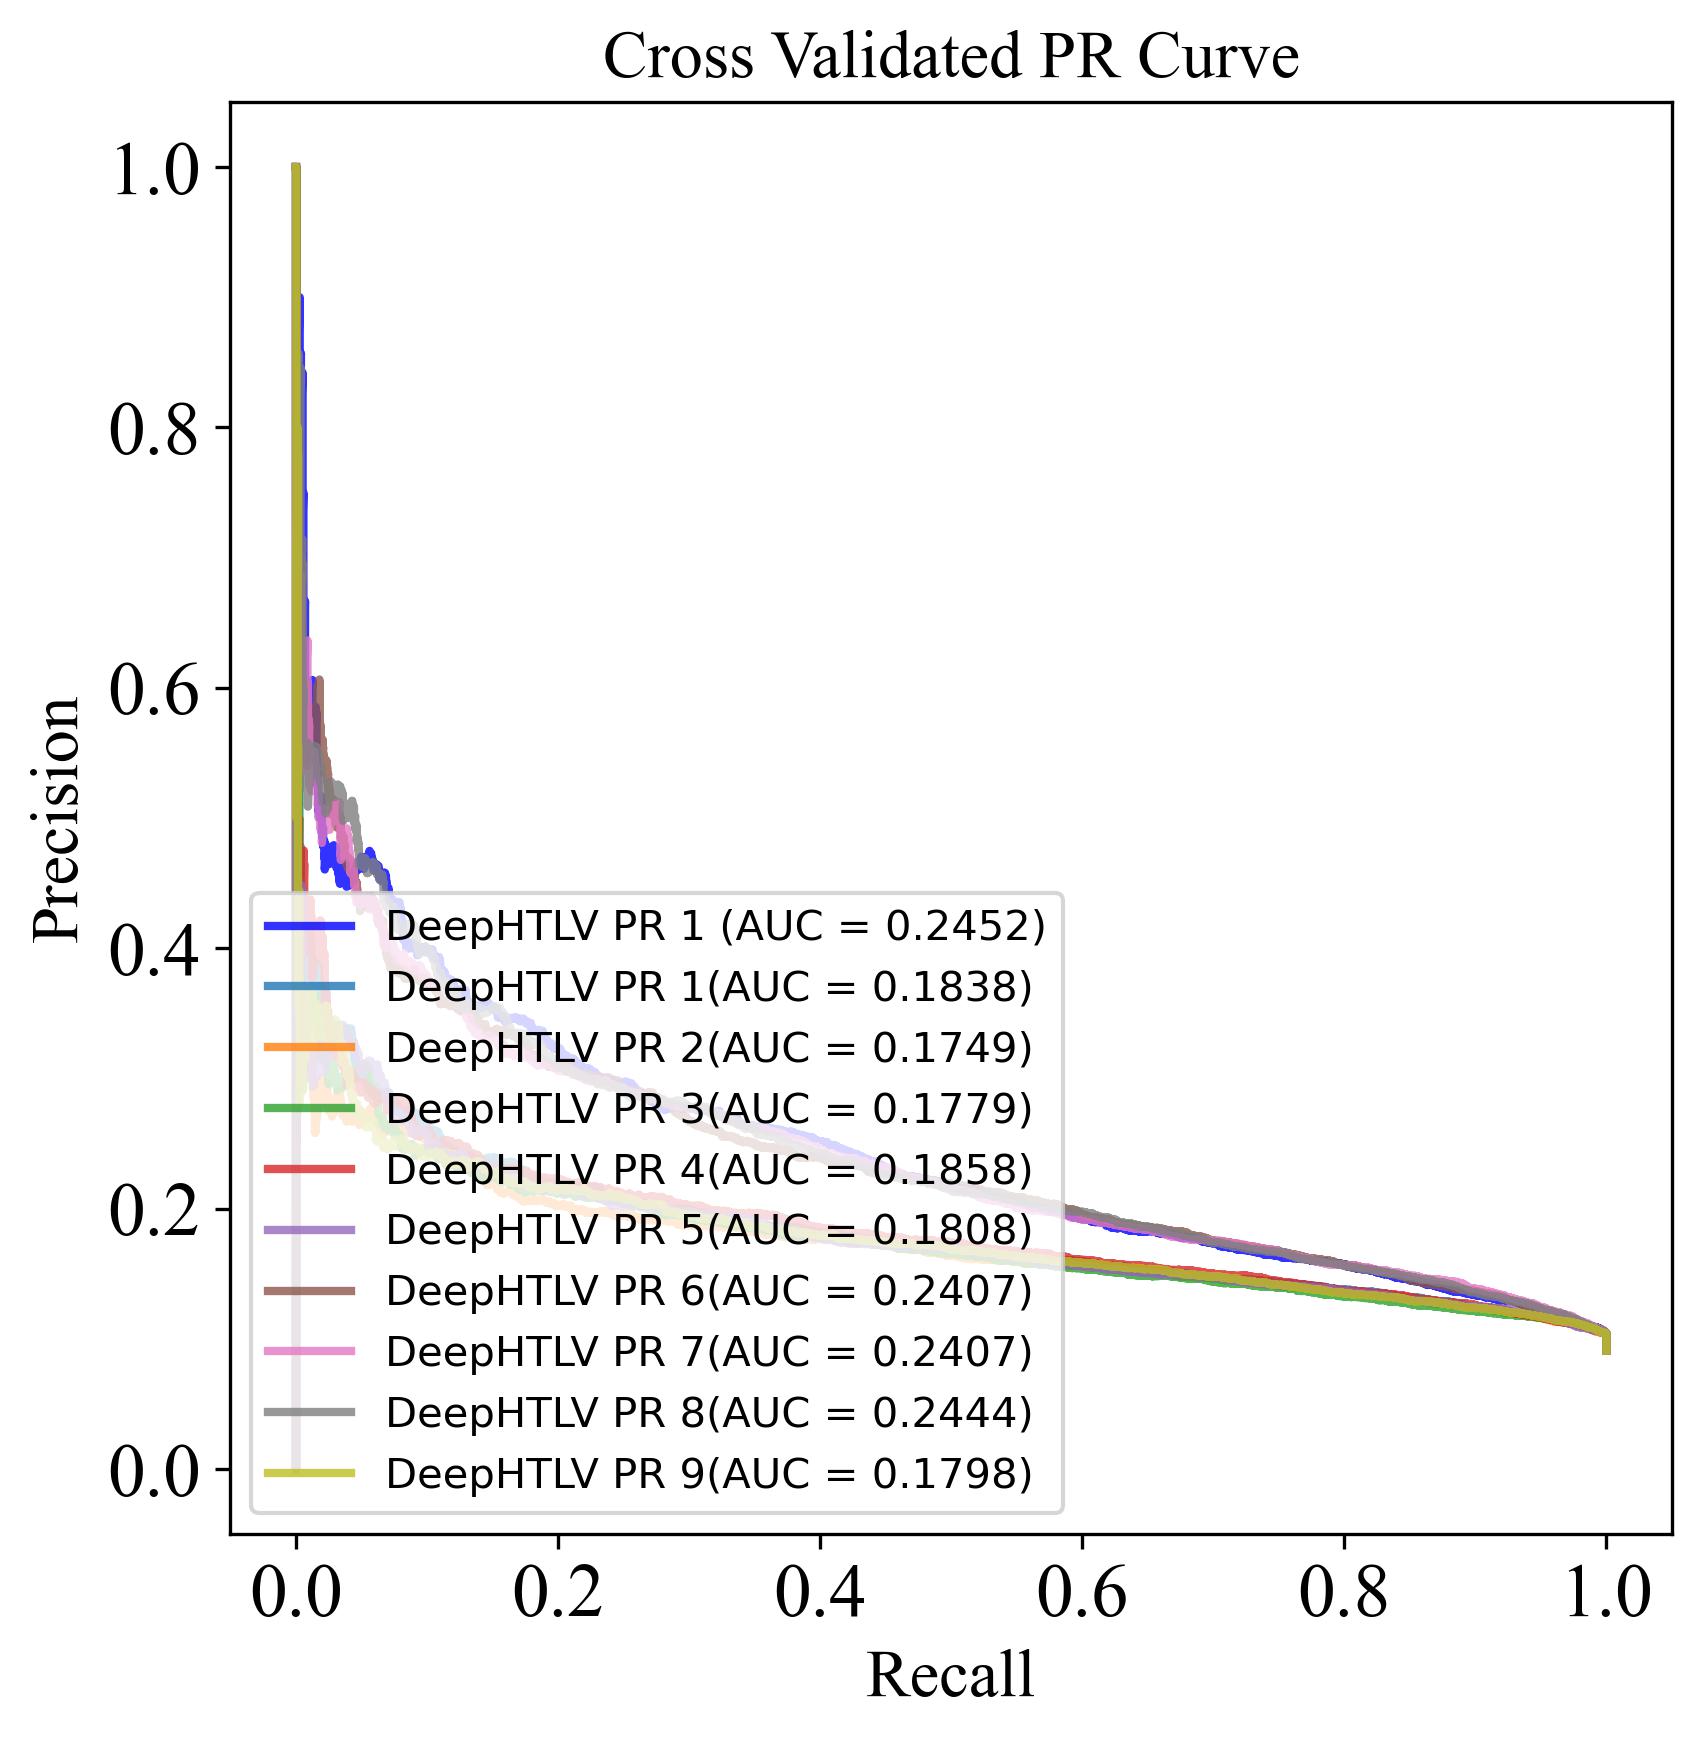 Cross Validated PR Curve
1.0
0.8
0.6
0.4
0.2
0.0
Precision
DeepHTLV PR 1 (AUC = 0.2452)
DeepHTLV PR 1(AUC = 0.1838)
DeepHTLV PR 2(AUC = 0.1749)
DeepHTLV PR 3(AUC = 0.1779)
DeepHTLV PR 4(AUC = 0.1858)
DeepHTLV PR 5(AUC = 0.1808)
DeepHTLV PR 6(AUC = 0.2407)
DeepHTLV PR 7(AUC = 0.2407)
DeepHTLV PR 8(AUC = 0.2444)
DeepHTLV PR 9(AUC = 0.1798)
0.0 0.2 0.4 0.6 0.8 1.0
Recall